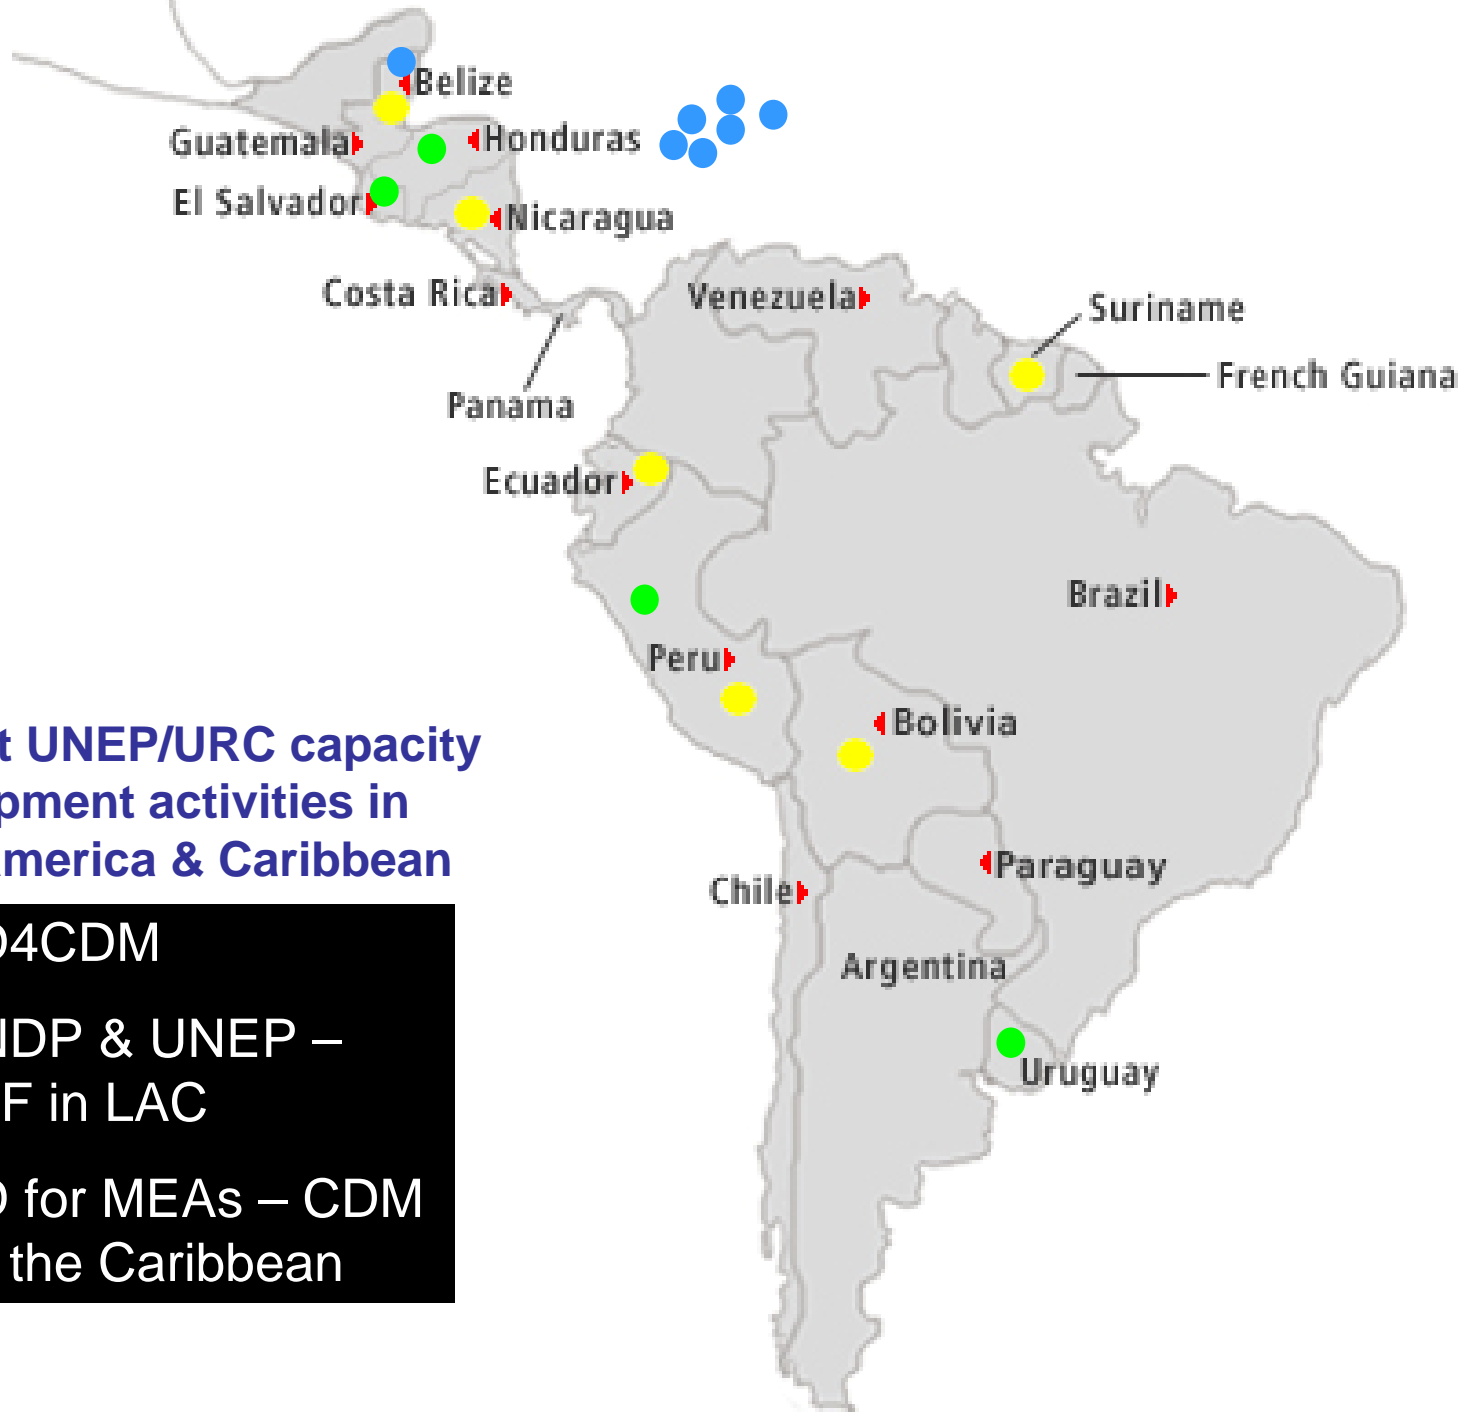 Belize
Guatemala
Honduras
El Salvador
Nicaragua
Costa Rica
Venezuela
Suriname
French Guiana
Panama
Ecuador
Brazil
Peru
Bolivia
t UNEP/URC capacity
pment activities in
merica & Caribbean
Paraguay
Chile
4CDM
Argentina
DP & UNEP –
F in LAC
Uruguay
for MEAs – CDM
the Caribbean